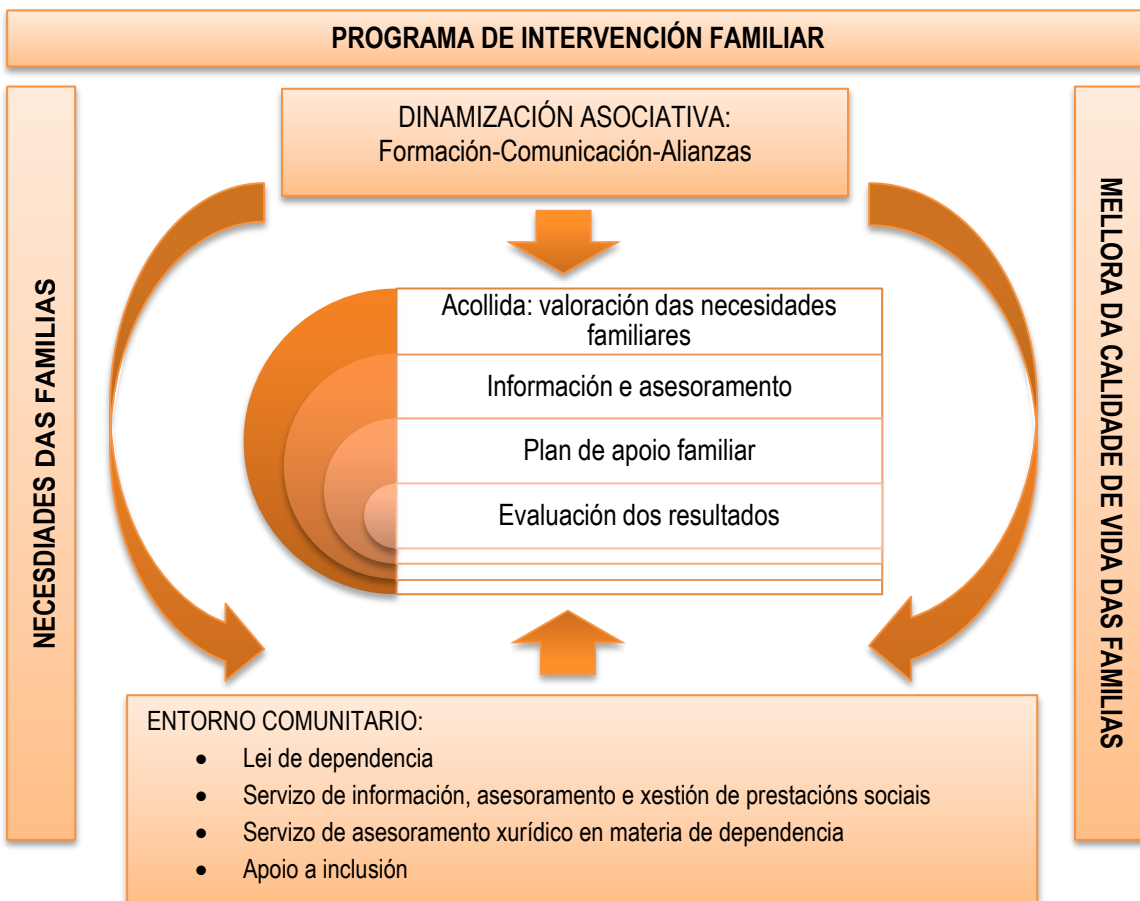 PROGRAMA DE INTERVENCIÓN FAMILIAR
NECESDIADES DAS FAMILIAS
DINAMIZACIÓN ASOCIATIVA:
Formación-Comunicación-Alianzas
Acollida: valoración das necesidades
familiares
Información e asesoramento
Plan de apoio familiar
Evaluación dos resultados
MELLORA DA CALIDADE DE VIDA DAS FAMILIAS
ENTORNO COMUNITARIO:
• Lei de dependencia
• Servizo de información, asesoramento e xestión de prestacións sociais
• Servizo de asesoramento xurídico en materia de dependencia
• Apoio a inclusión